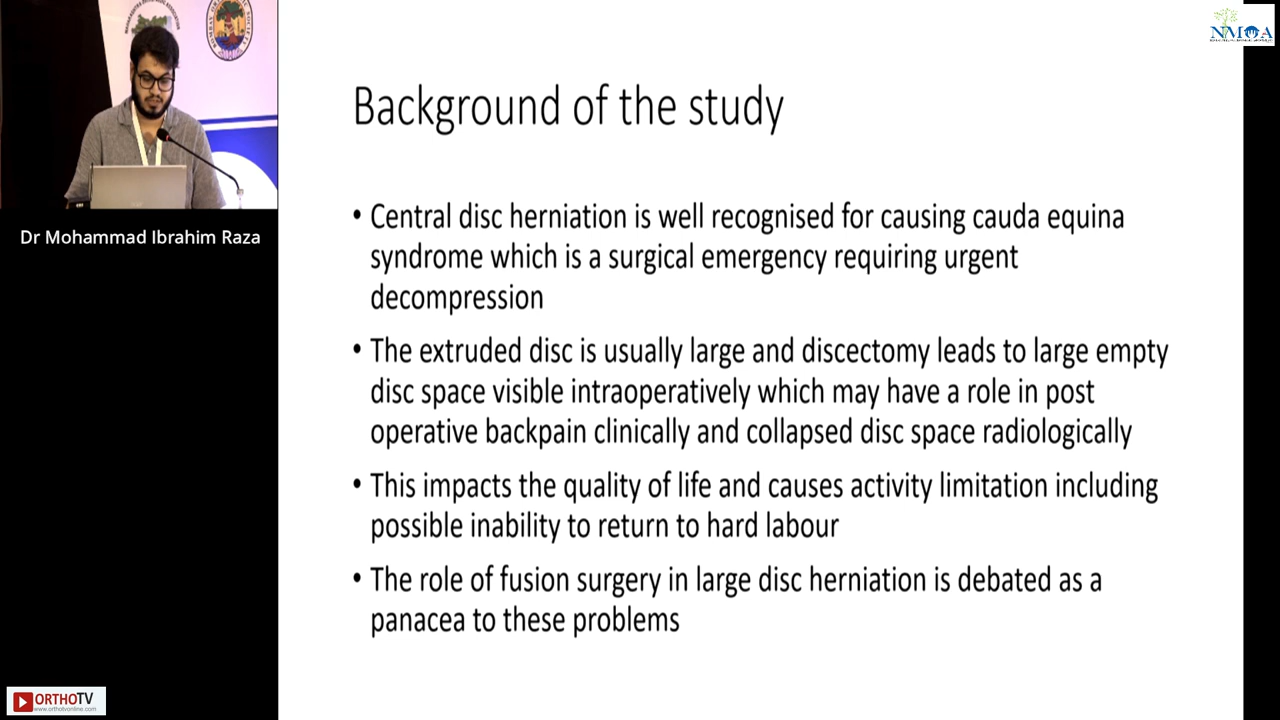 NMOA
Background of the study
• Central disc herniation is well recognised for causing cauda equina
syndrome which is a surgical emergency requiring urgent
decompression
• The extruded disc is usually large and discectomy leads to large empty
disc space visible intraoperatively which may have a role in post
operative backpain clinically and collapsed disc space radiologically
• This impacts the quality of life and causes activity limitation including
possible inability to return to hard labour
• The role of fusion surgery in large disc herniation is debated as a
panacea to these problems
Dr Mohammad Ibrahim Raza
ORTHOTV
www.orthotvonline.com